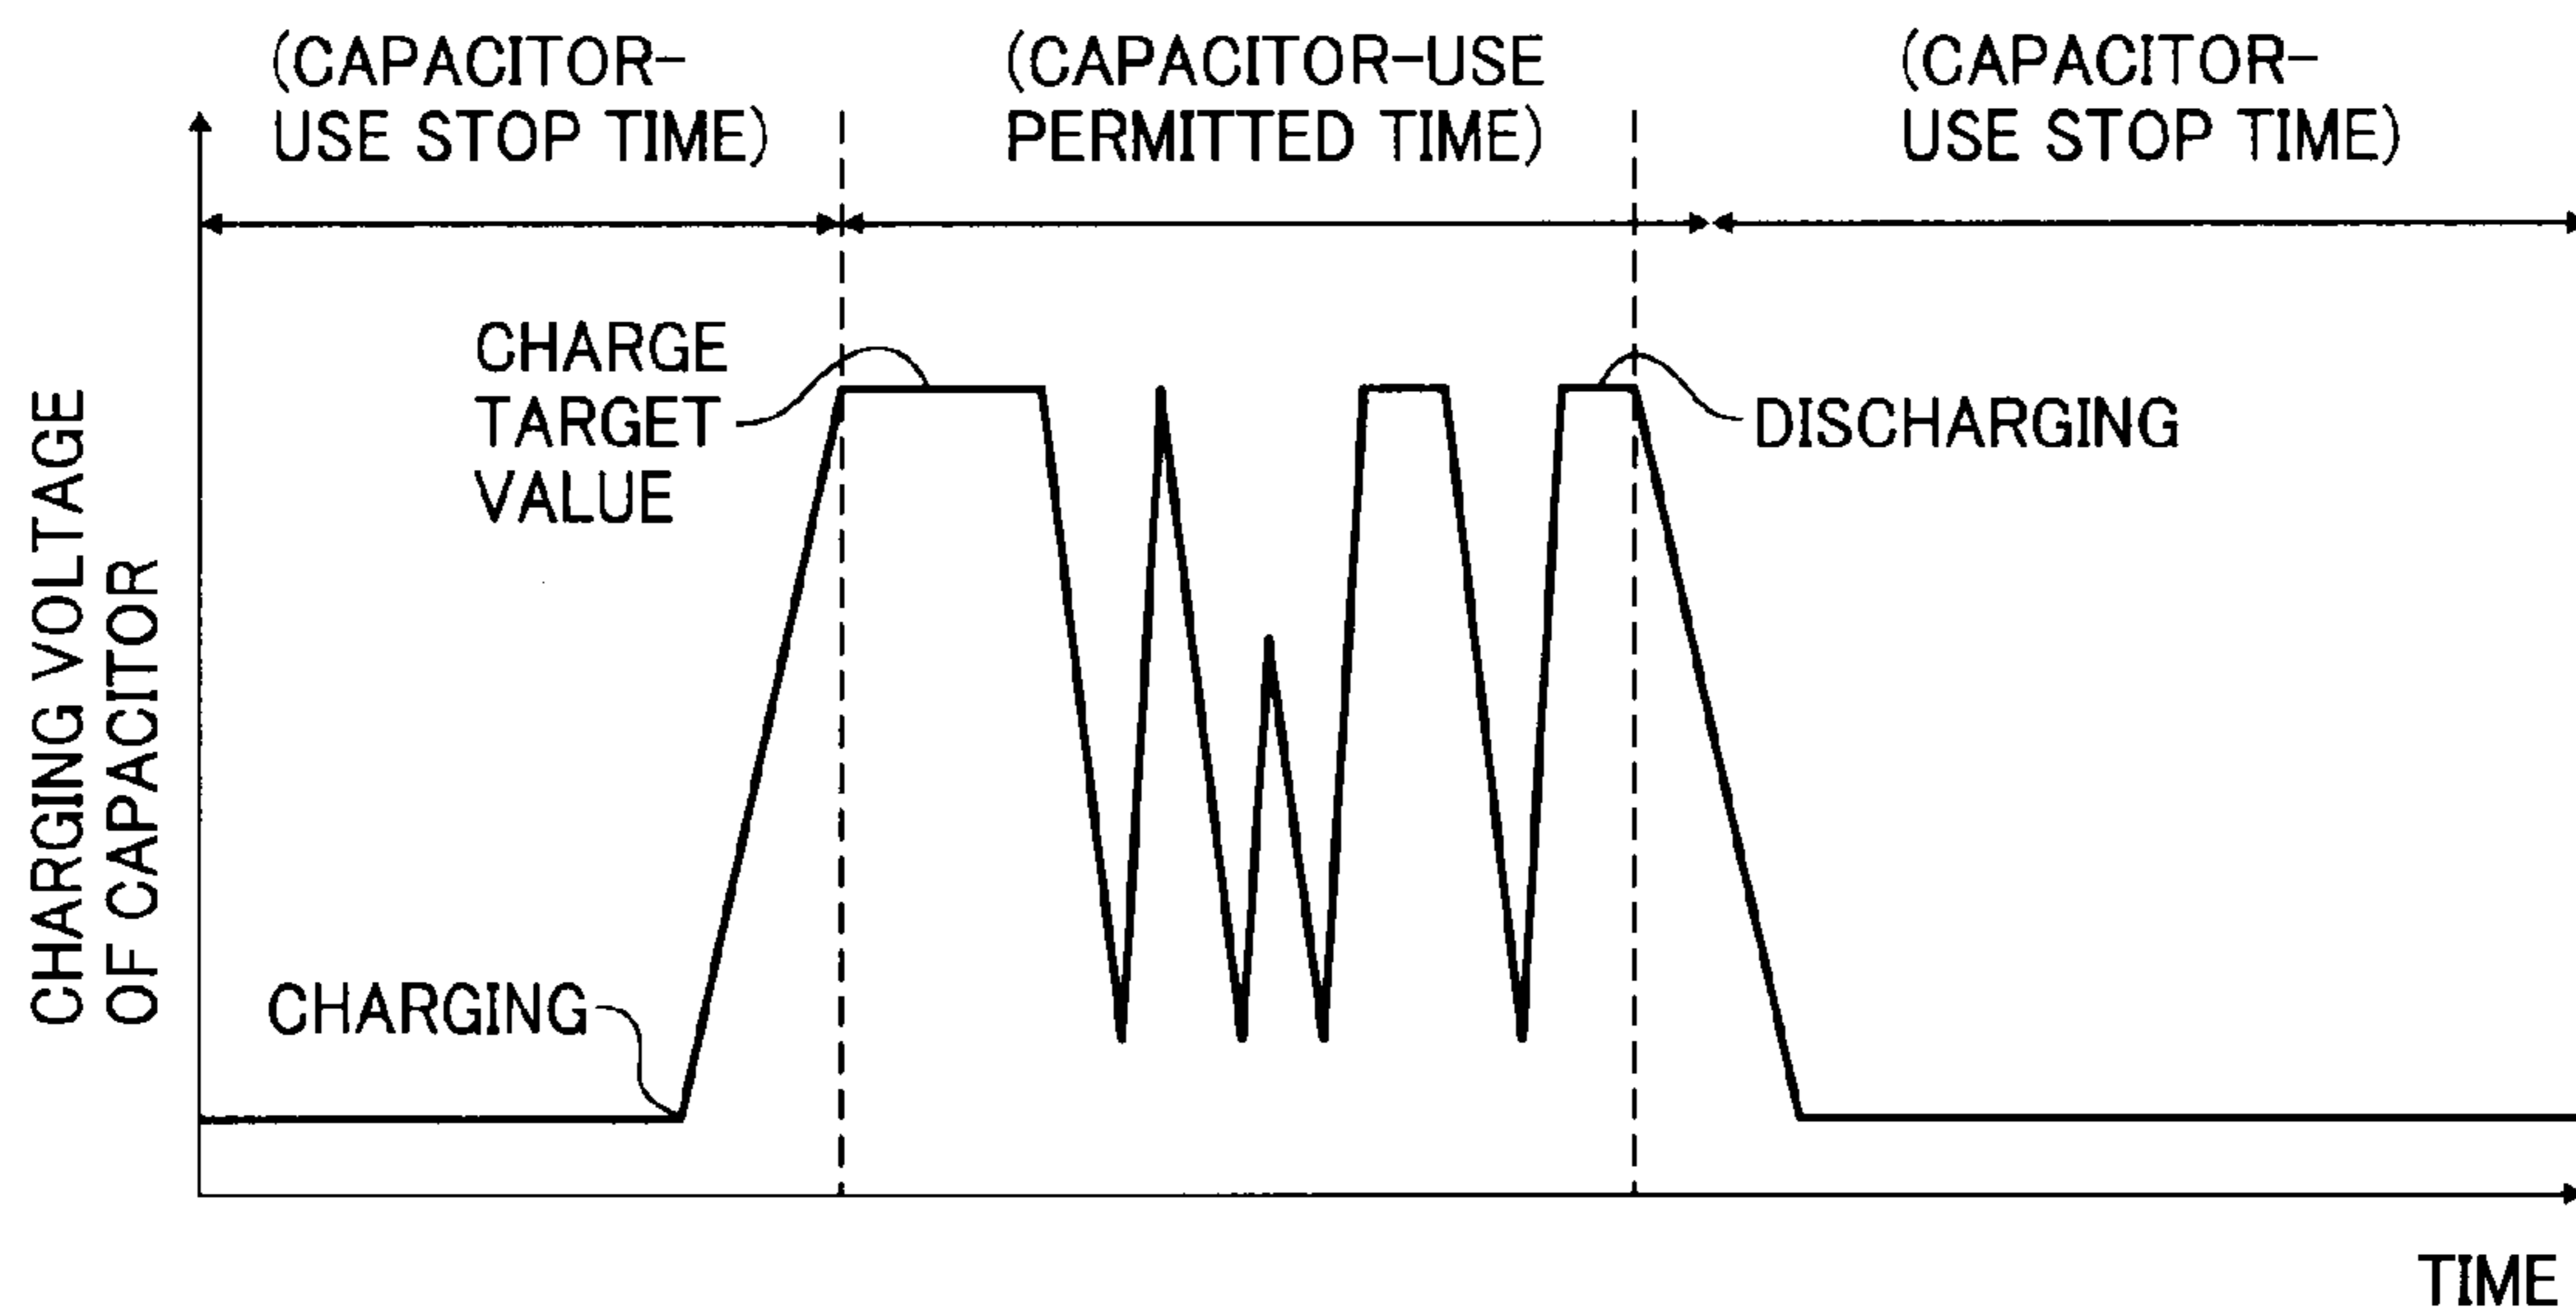 (CAPACITOR-
USE STOP TIME)
(CAPACITOR-USE
PERMITTED TIME)
(CAPACITOR-
USE STOP TIME)
CHARGE
TARGET
VALUE
DISCHARGING
CHARGING
CHARGING VOLTAGE
OF CAPACITOR
TIME